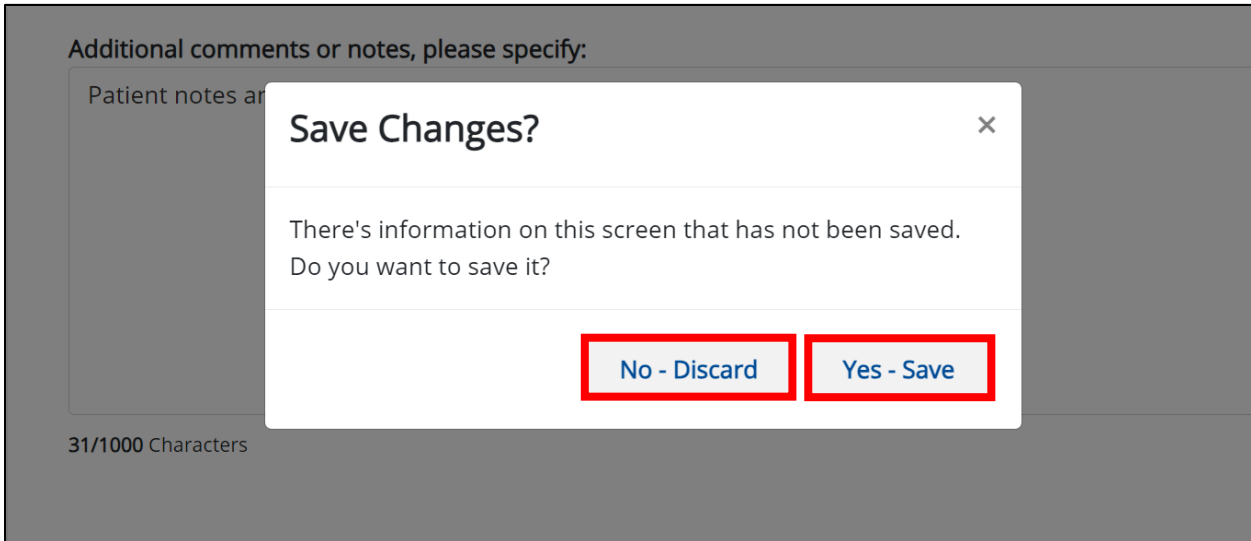 Additional comments or notes, please specify:
Patient notes
Save Changes?
×
There's information on this screen that has not been saved.
Do you want to save it?
No - Discard
Yes - Save
31/1000 Characters